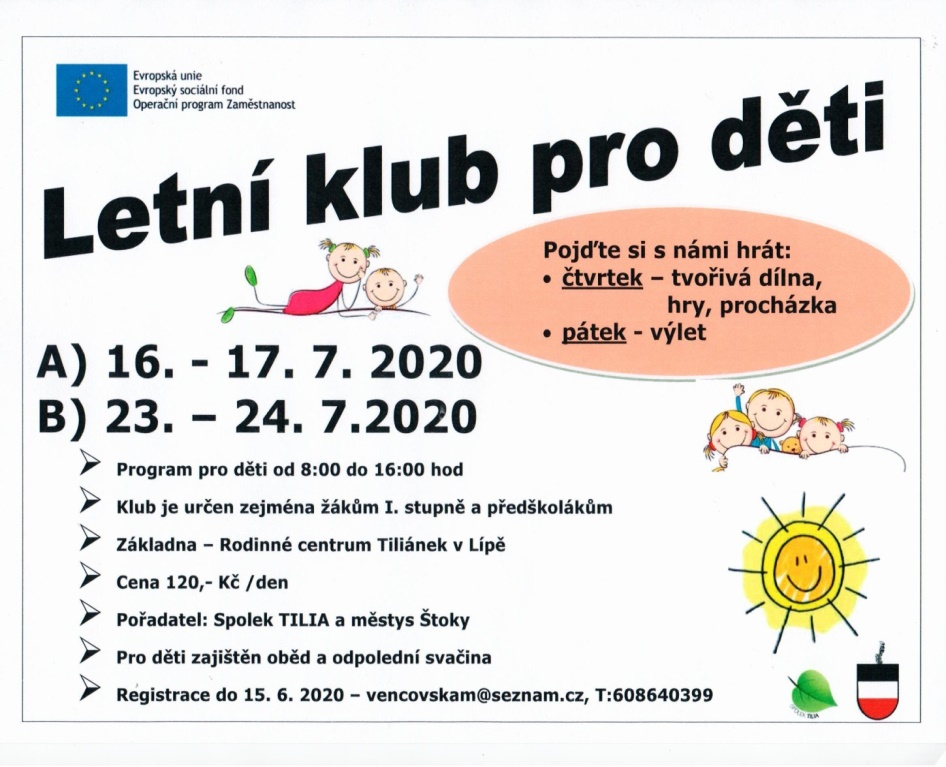 Evropská unie
Evropský sociální fond
Operační program Zaměstnanost
Letní klub pro děti
Pojďte si s námi hrát:
• čtvrtek – tvořivá dílna,
hry, procházka
• pátek - výlet
A) 16. - 17. 7. 2020
B) 23. – 24. 7.2020
Program pro děti od 8:00 do 16:00 hod
Klub je určen zejména žákům I. stupně a předškolákům
Základna – Rodinné centrum Tiliánek v Lípě
Cena 120,- Kč /den
Pořadatel: Spolek TILIA a městys Štoky
Pro děti zajištěn oběd a odpolední svačina
Registrace do 15. 6. 2020 – vencovskam@seznam.cz, T:608640399
SPOLEK TILIA